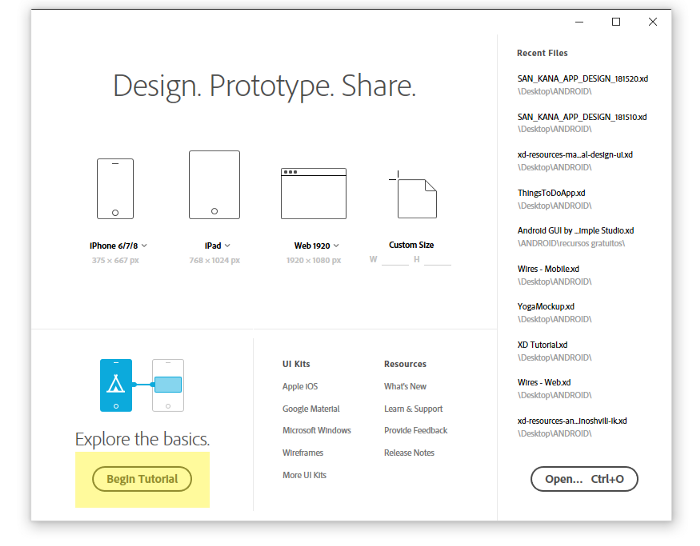 Design. Prototype. Share.
iPhone 6/7/8
375 × 667 px
iPad
768 × 1024 px
Web 1920
1920 × 1080 px
Custom Size
W H
Explore the basics.
Begin Tutorial
UI Kits
Apple iOS
Google Material
Microsoft Windows
Wireframes
More UI Kits
Resources
What's New
Learn & Support
Provide Feedback
Release Notes
Recent Files
SAN_KANA_APP_DESIGN_181520.xd
\Desktop\ANDROID\
SAN_KANA_APP_DESIGN_181510.xd
\Desktop\ANDROID\
xd-resources-ma...al-design-ui.xd
\Desktop\ANDROID\
ThingsToDoApp.xd
\Desktop\ANDROID\
Android GUI by ...imple Studio.xd
\ANDROID\recursos gratuitos\
Wires - Mobile.xd
\Desktop\ANDROID\
YogaMockup.xd
\Desktop\ANDROID\
XD Tutorial.xd
\Desktop\ANDROID\
Wires - Web.xd
\Desktop\ANDROID\
xd-resources-an...inoshvili-ik.xd
\Desktop\ANDROID\
Open... Ctrl+O